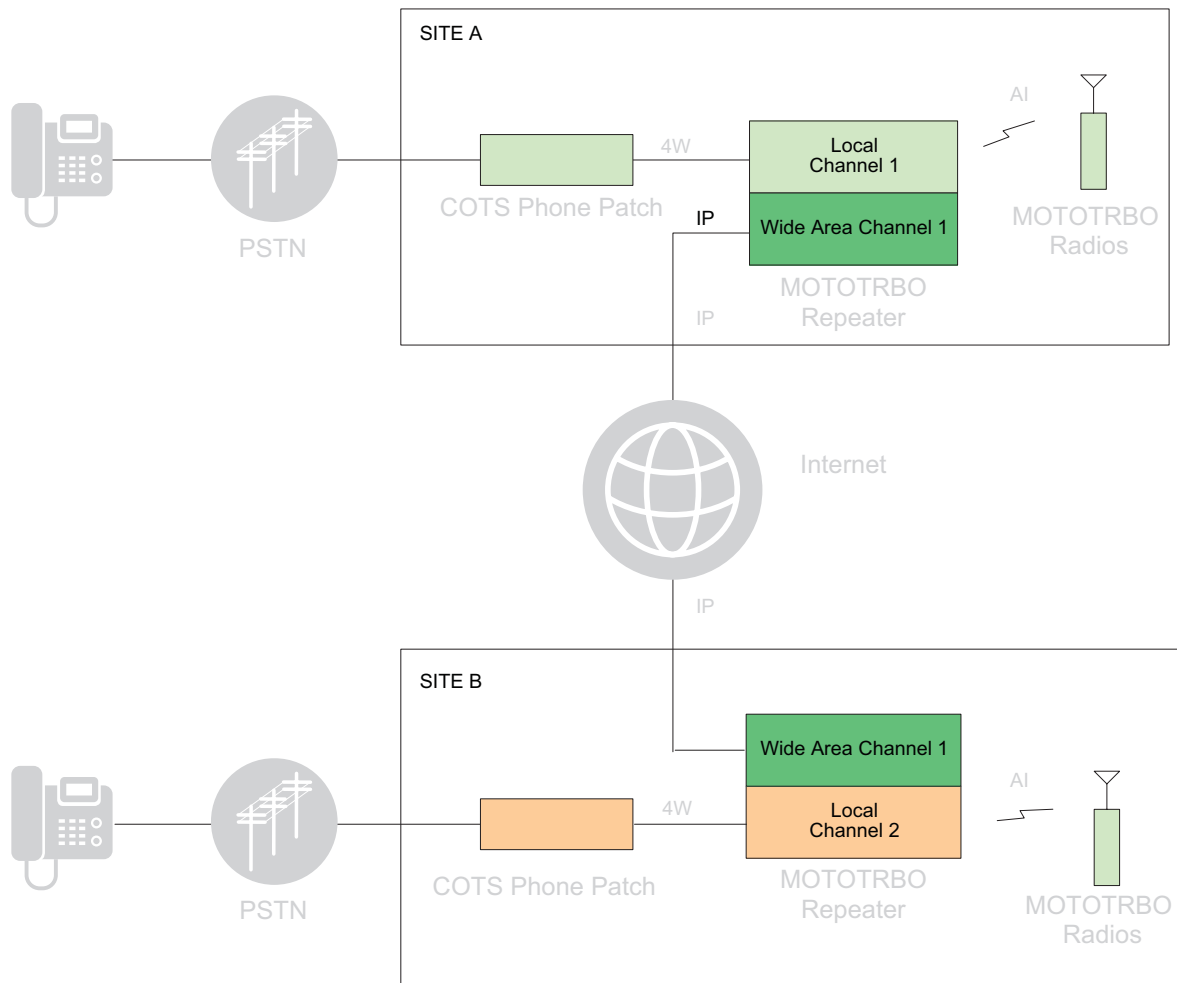 SITE A
AI
4W
Local
Channel 1
COTS Phone Patch
IP
Wide Area Channel 1
MOTOTRBO
Radios
PSTN
MOTOTRBO
Repeater
IP
Internet
IP
SITE B
Wide Area Channel 1
AI
4W
Local
Channel 2
COTS Phone Patch
MOTOTRBO
Repeater
PSTN
MOTOTRBO
Radios